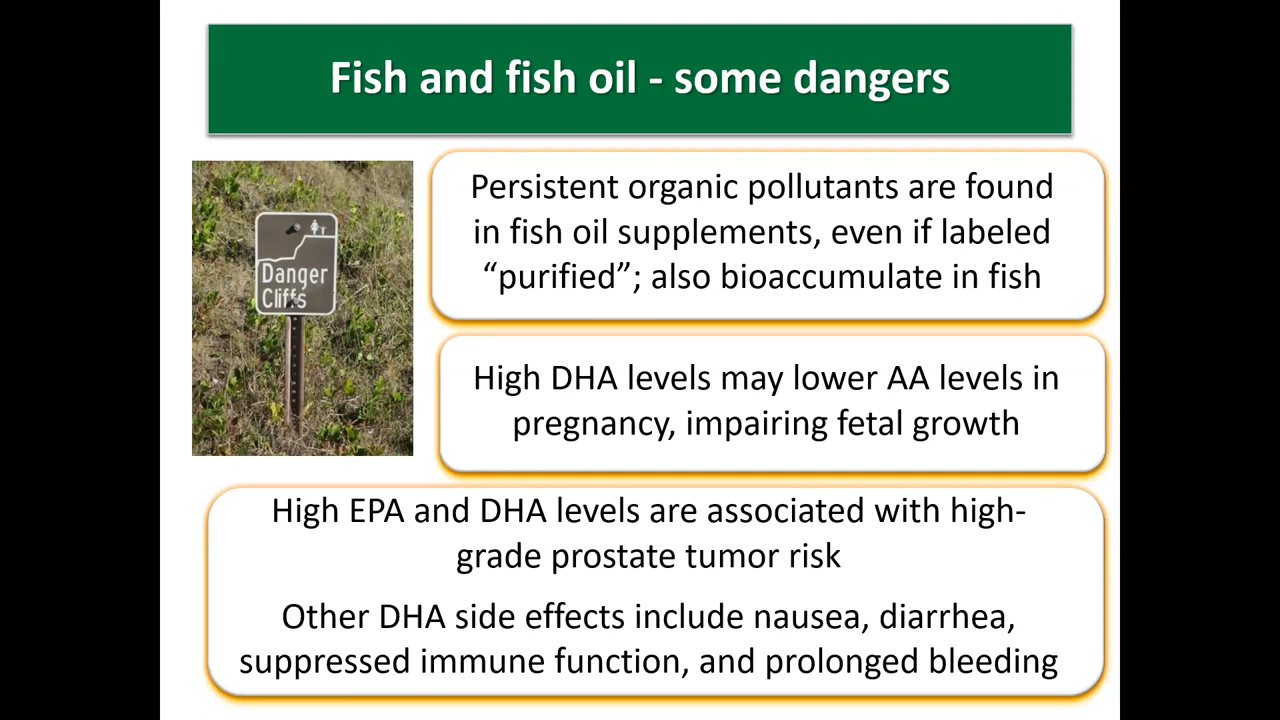 Fish and fish oil - some dangers
Danger
Cliffs
Persistent organic pollutants are found
in fish oil supplements, even if labeled
“purified”; also bioaccumulate in fish
High DHA levels may lower AA levels in
pregnancy, impairing fetal growth
High EPA and DHA levels are associated with high-
grade prostate tumor risk
Other DHA side effects include nausea, diarrhea,
suppressed immune function, and prolonged bleeding